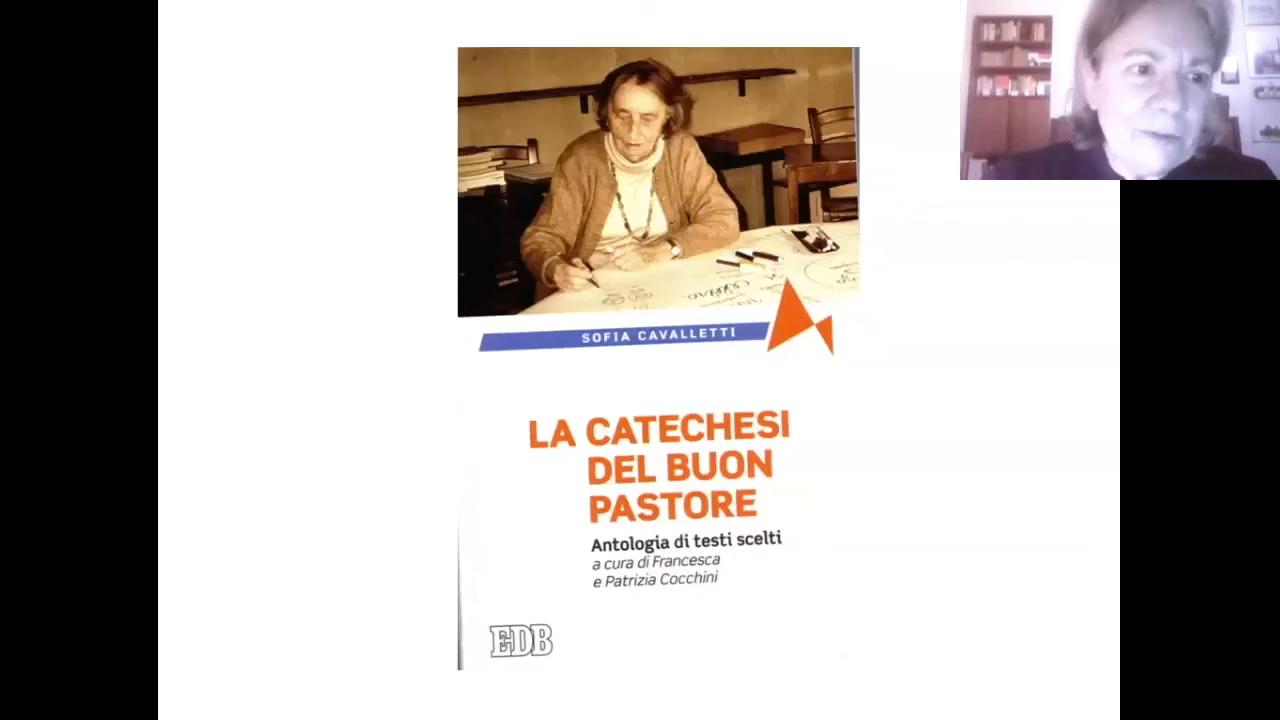 SOFIA CAVALLETTI
LA CATECHESI
DEL BUON
PASTORE
Antologia di testi scelti
a cura di Francesca
e Patrizia Cocchini
EDB